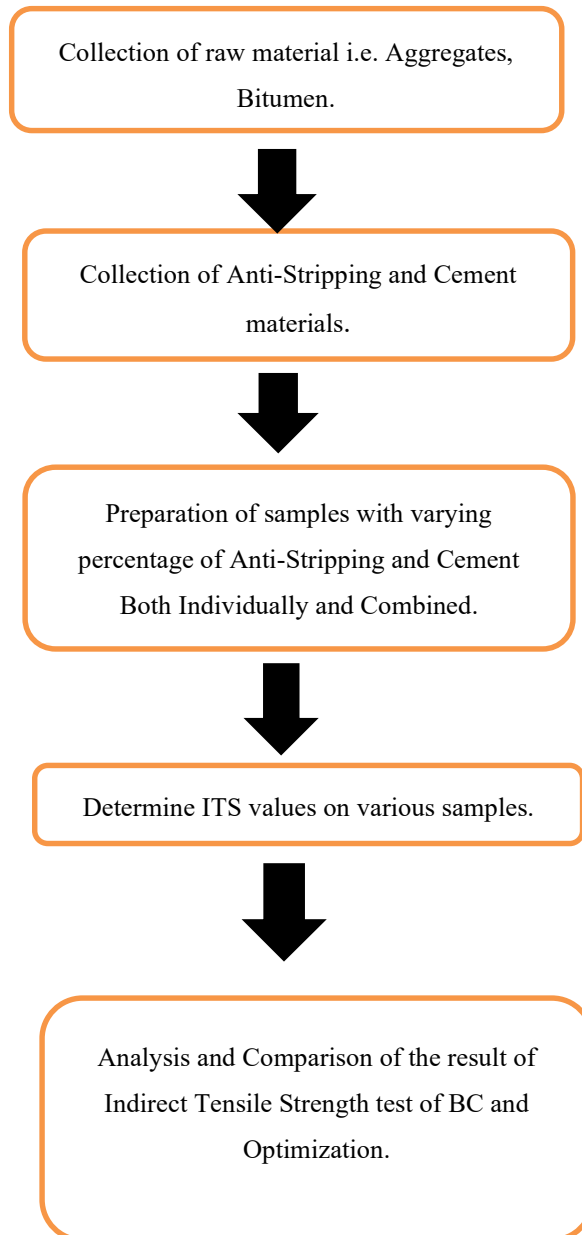 Collection of raw material i.e. Aggregates,
Bitumen.
Collection of Anti-Stripping and Cement
materials.
Preparation of samples with varying
percentage of Anti-Stripping and Cement
Both Individually and Combined.
Determine ITS values on various samples.
Analysis and Comparison of the result of
Indirect Tensile Strength test of BC and
Optimization.